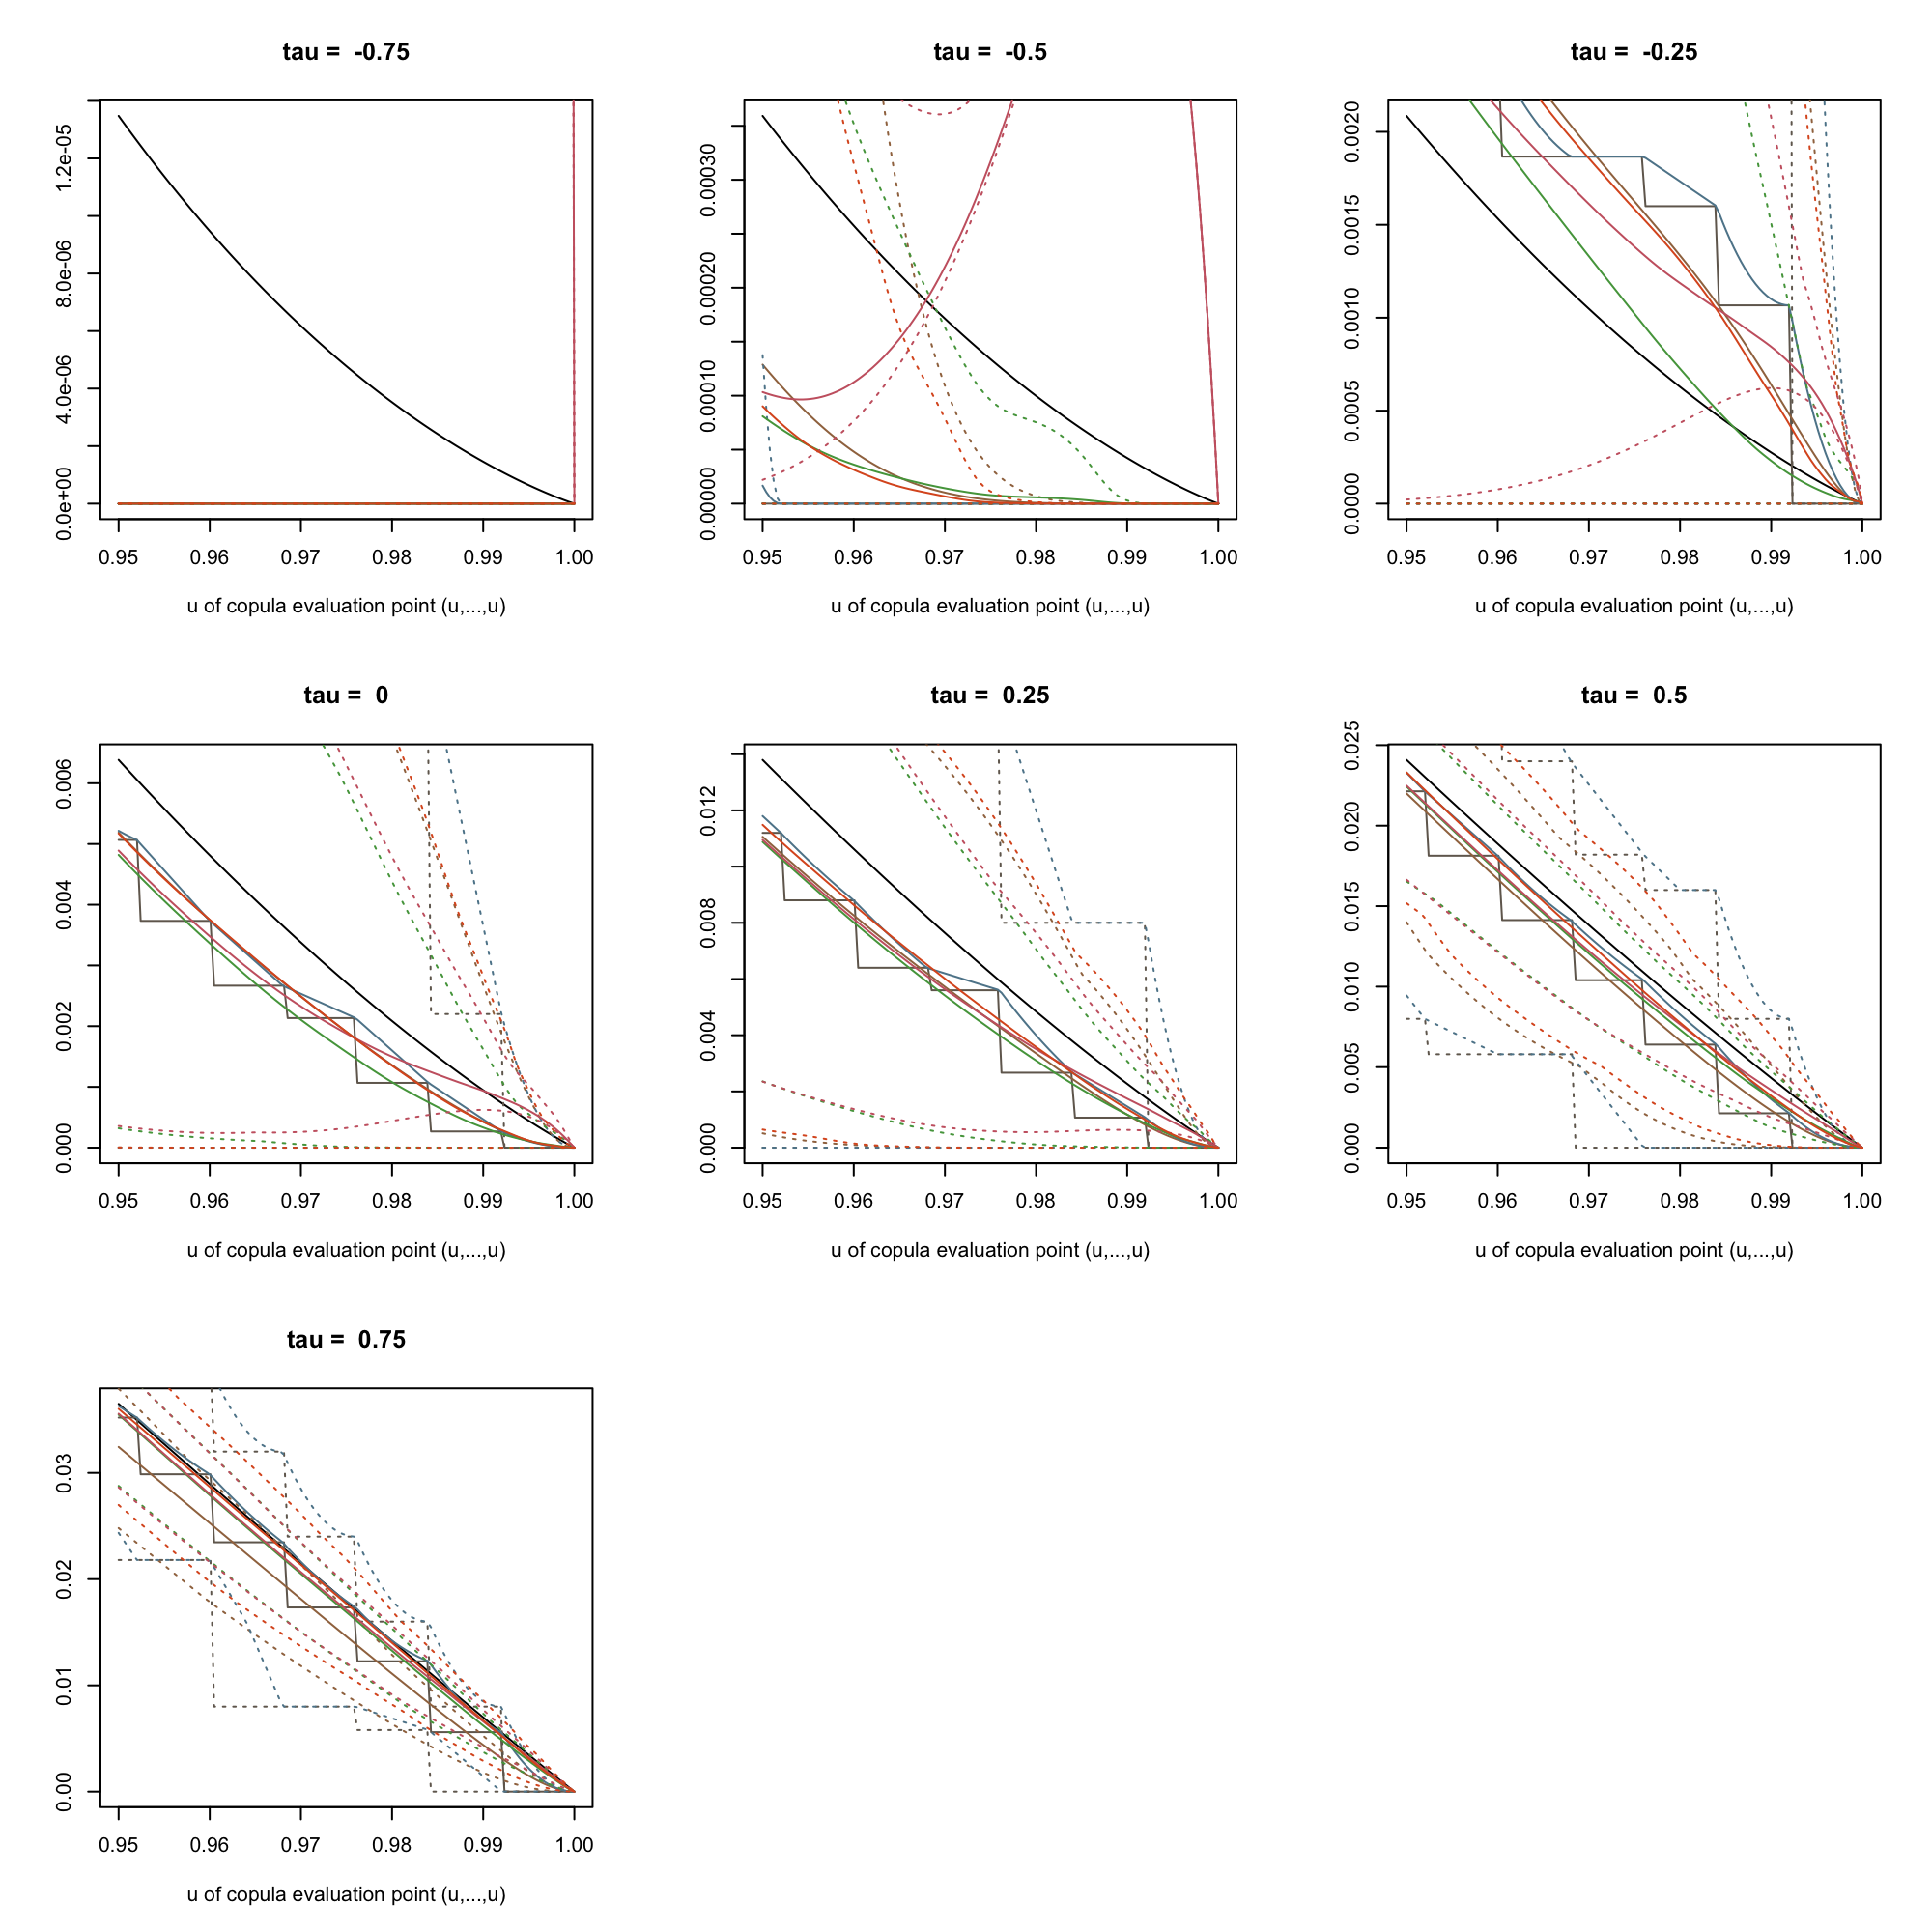 tau = -0.75
0.0e+00 4.0e-06 8.0e-06 1.2e-05
0.95 0.96 0.97 0.98 0.99 1.00
u of copula evaluation point (u,...,u)
tau = -0.5
0.00000 0.00010 0.00020 0.00030
0.95 0.96 0.97 0.98 0.99 1.00
u of copula evaluation point (u,...,u)
tau = -0.25
0.0000 0.0005 0.0010 0.0015 0.0020
0.95 0.96 0.97 0.98 0.99 1.00
u of copula evaluation point (u,...,u)
tau = 0
0.000 0.002 0.004 0.006
0.95 0.96 0.97 0.98 0.99 1.00
u of copula evaluation point (u,...,u)
tau = 0.25
0.000 0.004 0.008 0.012
0.95 0.96 0.97 0.98 0.99 1.00
u of copula evaluation point (u,...,u)
tau = 0.5
0.000 0.005 0.010 0.015 0.020 0.025
0.95 0.96 0.97 0.98 0.99 1.00
u of copula evaluation point (u,...,u)
tau = 0.75
0.00 0.01 0.02 0.03
0.95 0.96 0.97 0.98 0.99 1.00
u of copula evaluation point (u,...,u)